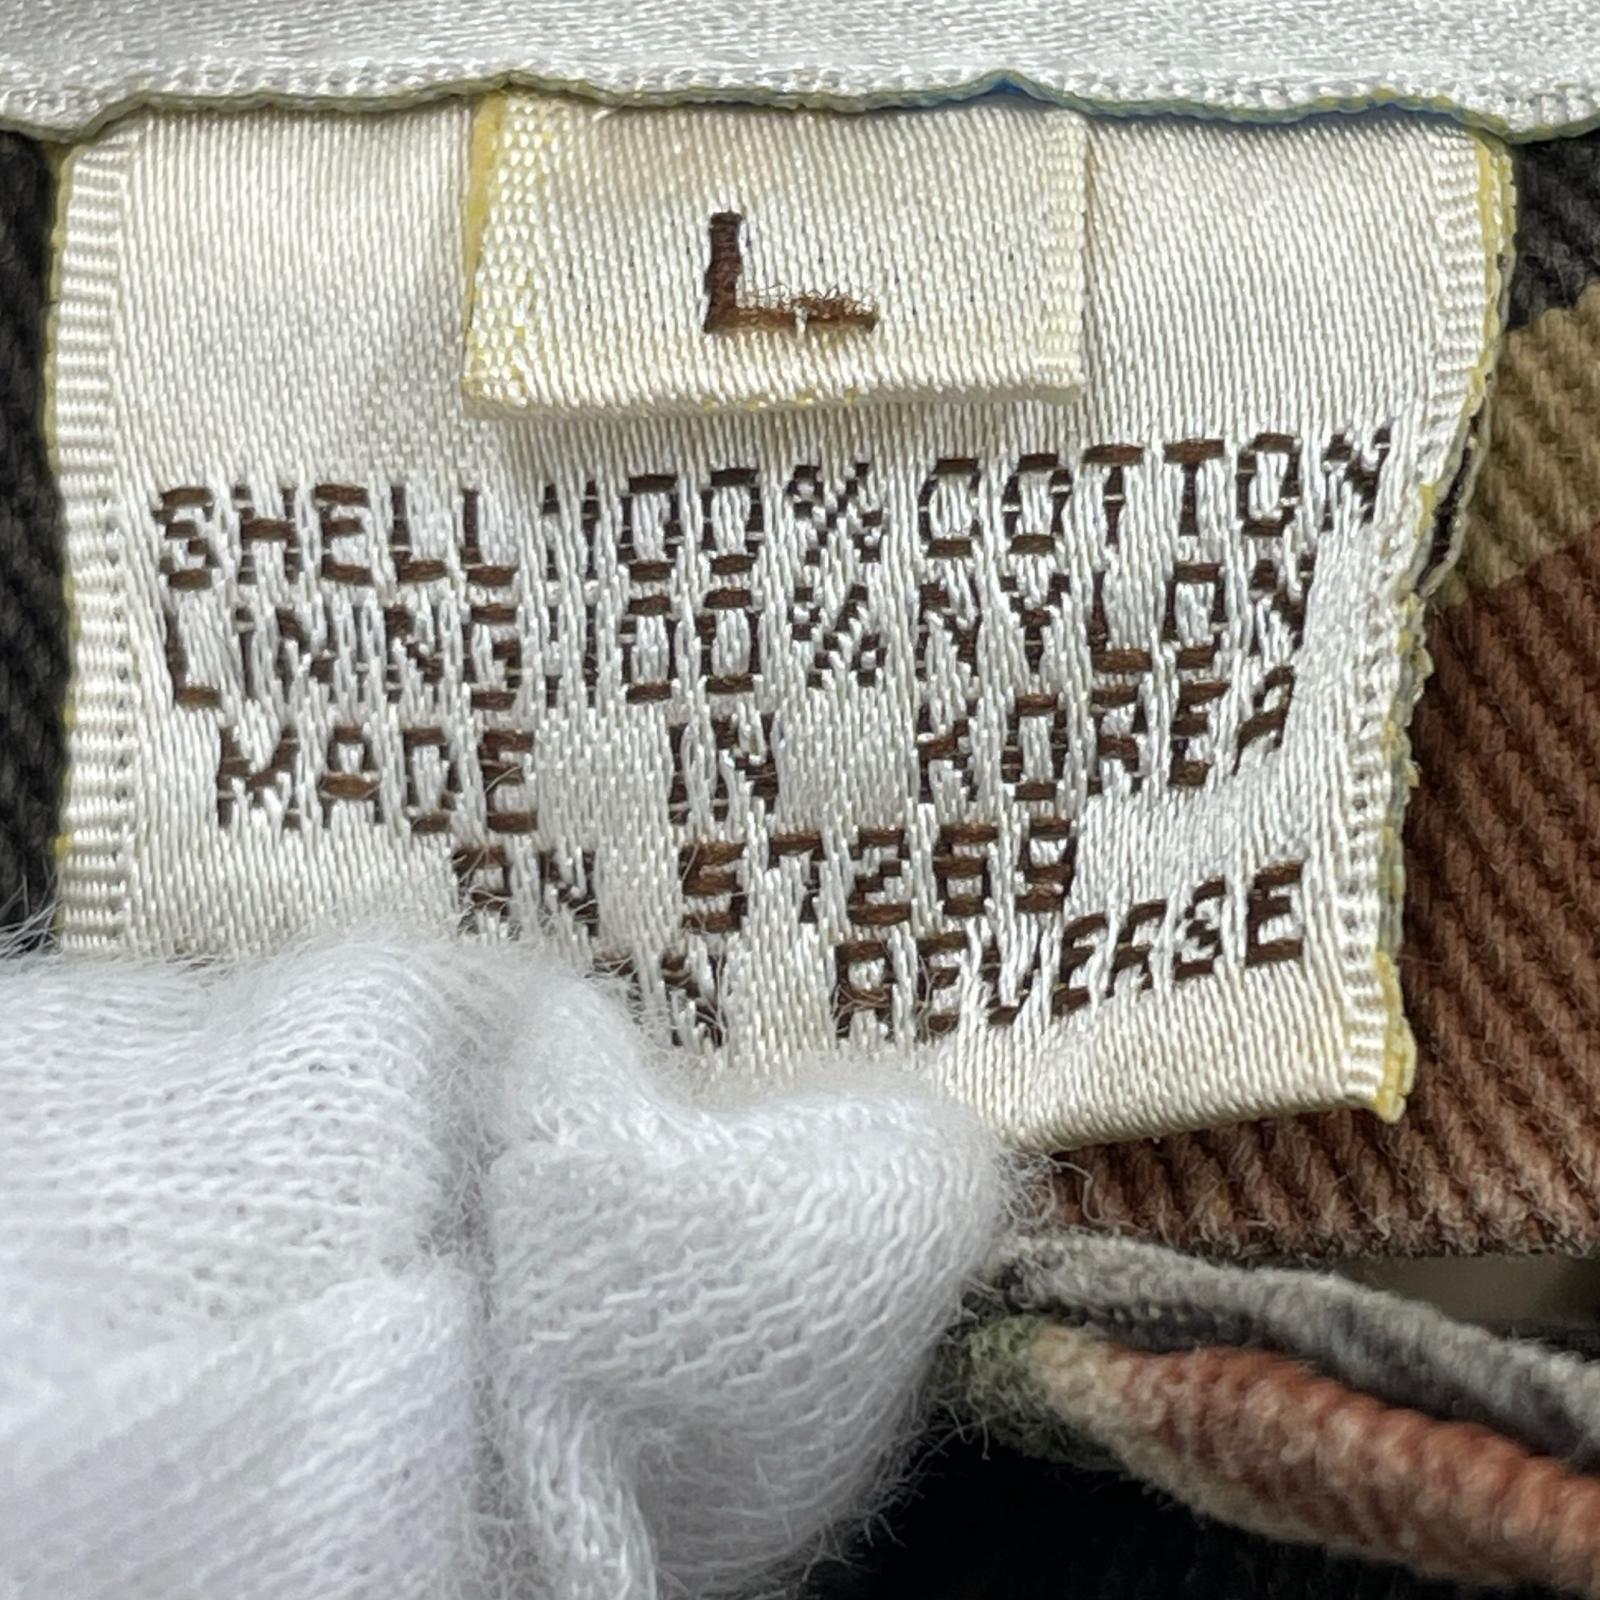 L
SHELL:100%COTTON
LINING:100%NYLON
MADE IN KOREA
RN 57269
REVERSE